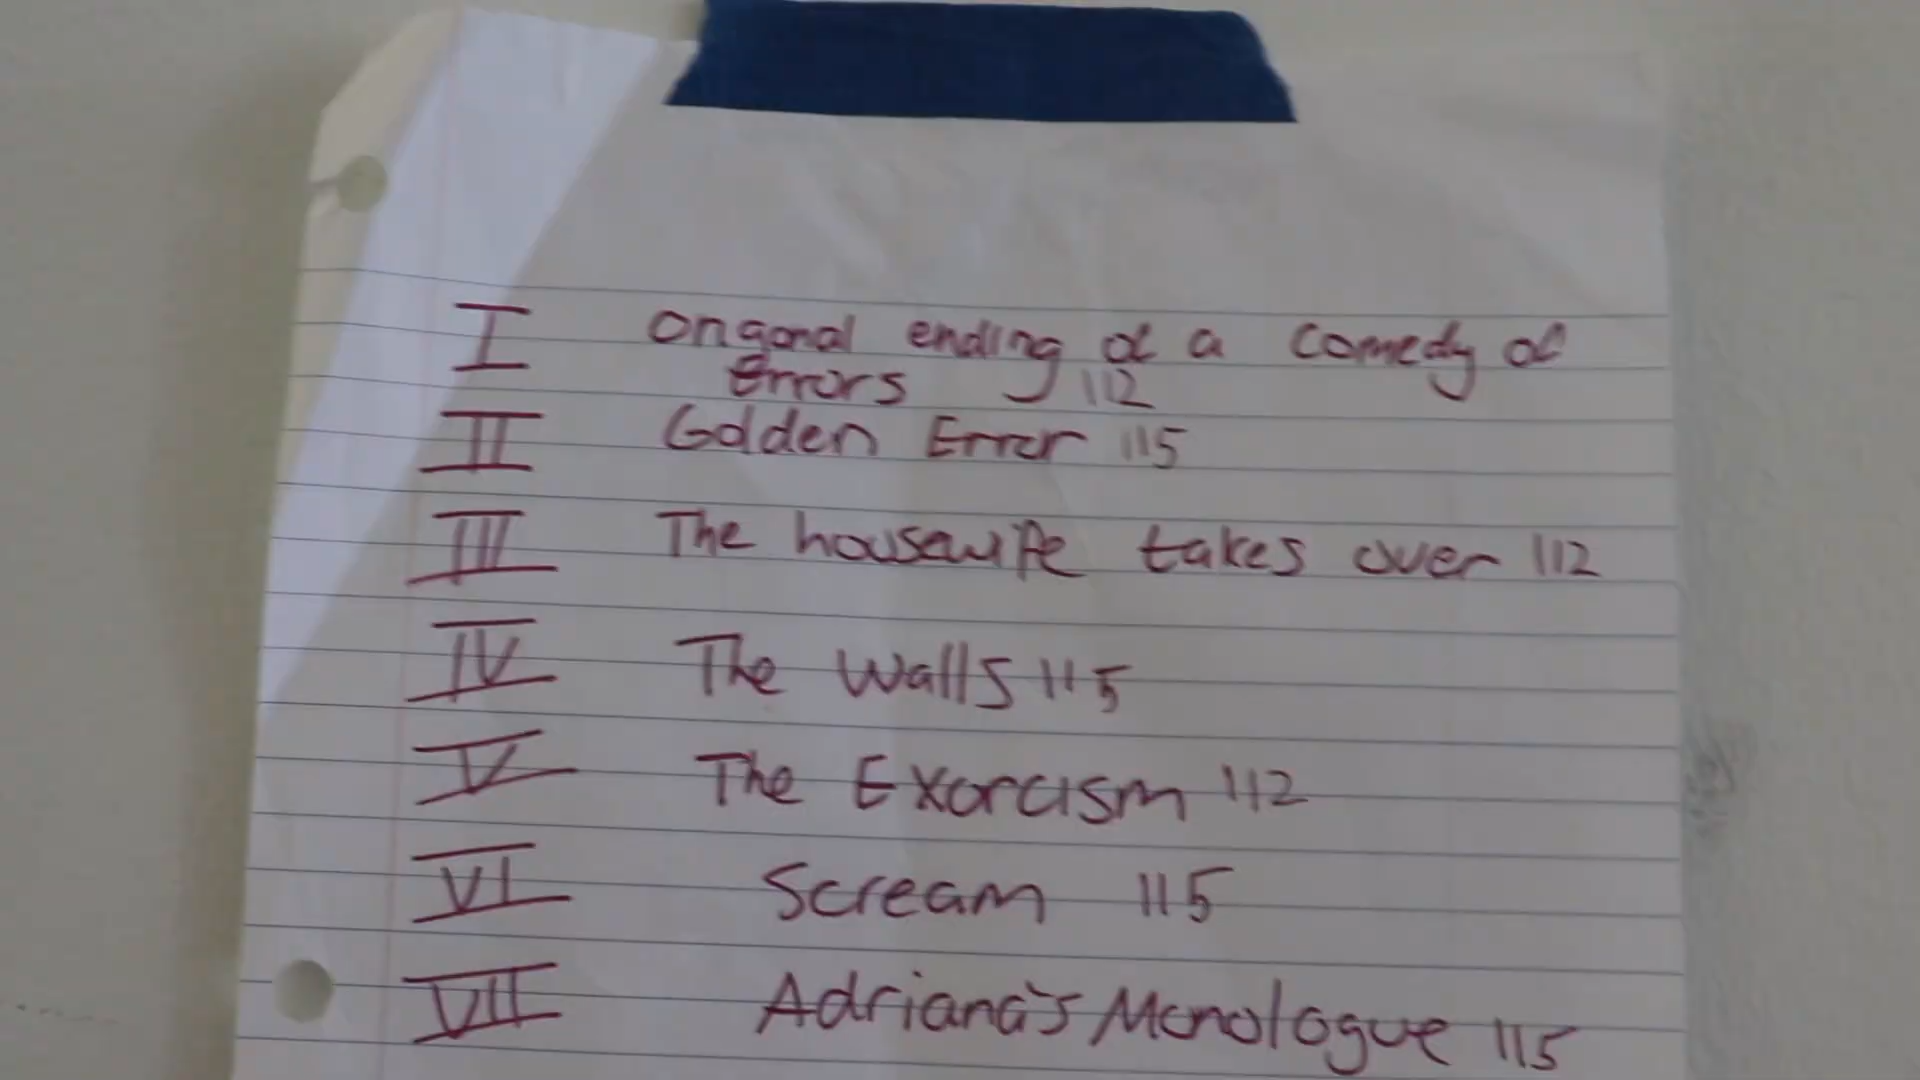 I Origonal ending of a Comedy of
Errors 112
II Golden Error 115
III The housewife takes over 112
IV The Walls 115
V The Exorcism 112
VI Scream 115
VII Adriana's Monologue 115